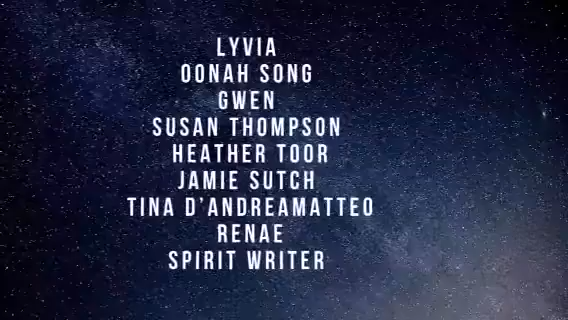 LYVIA
OONAH SONG
GWEN
SUSAN THOMPSON
HEATHER TOOR
JAMIE SUTCH
TINA D'ANDREAMATTEO
RENAE
SPIRIT WRITER